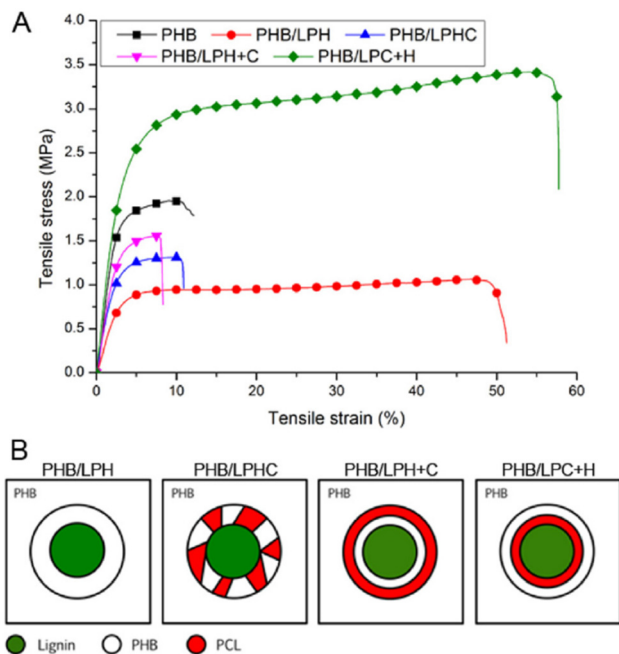 A
PHB PHB/LPH PHB/LPHC
PHB/LPH+C PHB/LPC+H
4.0
3.5
3.0
2.5
2.0
1.5
1.0
0.5
0.0
Tensile stress (MPa)
0 10 20 30 40 50 60
Tensile strain (%)
B
PHB/LPH PHB/LPHC PHB/LPH+C PHB/LPC+H
PHB PHB PHB PHB
Lignin PHB PCL